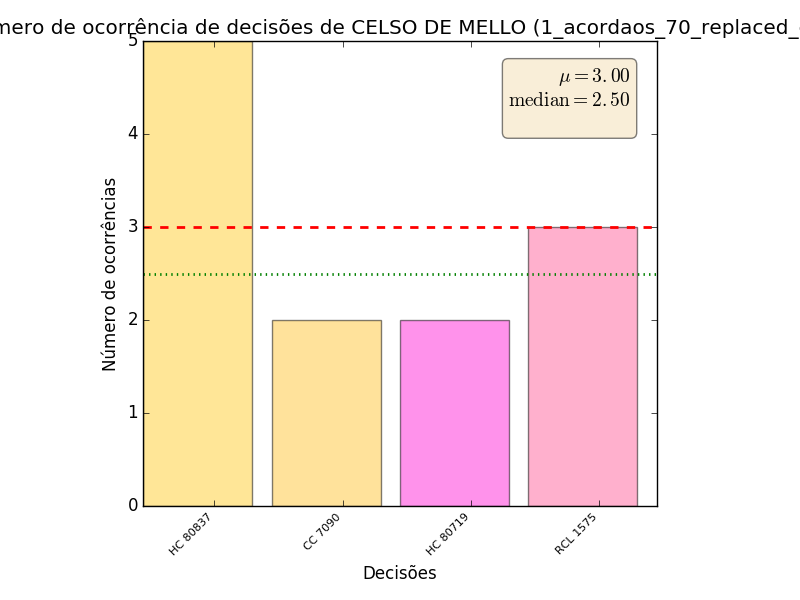 mero de ocorrência de decisões de CELSO DE MELLO (1_acordaos_70_replaced_
μ = 3.00
median = 2.50
Número de ocorrências
5
4
3
2
1
0
HC 80837
CC 7090
HC 80719
RCL 1575
Decisões